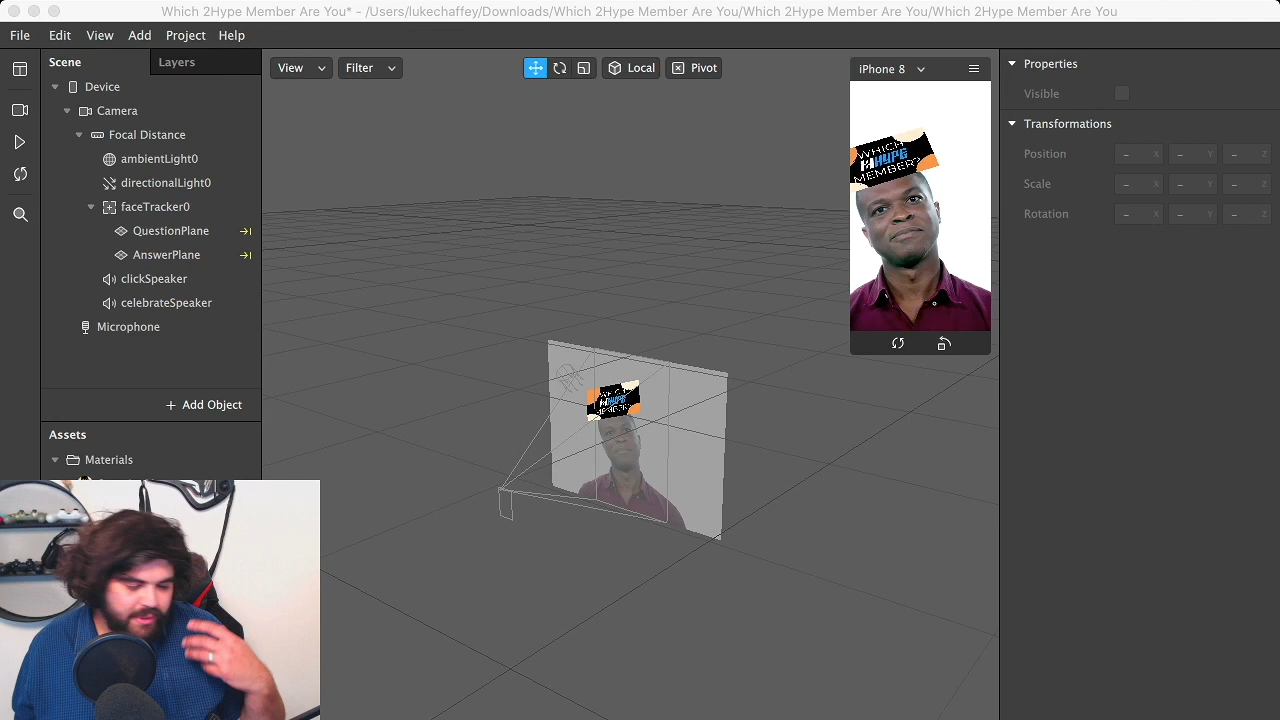 Which 2Hype Member Are You* - /Users/lukechaffey/Downloads/Which 2Hype Member Are You/Which 2Hype Member Are You/Which 2Hype Member Are You
File Edit View Add Project Help
Scene Layers
Device
Camera
Focal Distance
ambientLight0
directionalLight0
faceTracker0
QuestionPlane
AnswerPlane
clickSpeaker
celebrateSpeaker
Microphone
+ Add Object
Assets
Materials
View Filter Local Pivot
iPhone 8
WHICH
2HYPE
MEMBER?
WHICH
2HYPE
MEMBER?
Properties
Visible
Transformations
Position – X – Y – Z
Scale – X – Y – Z
Rotation – X – Y – Z